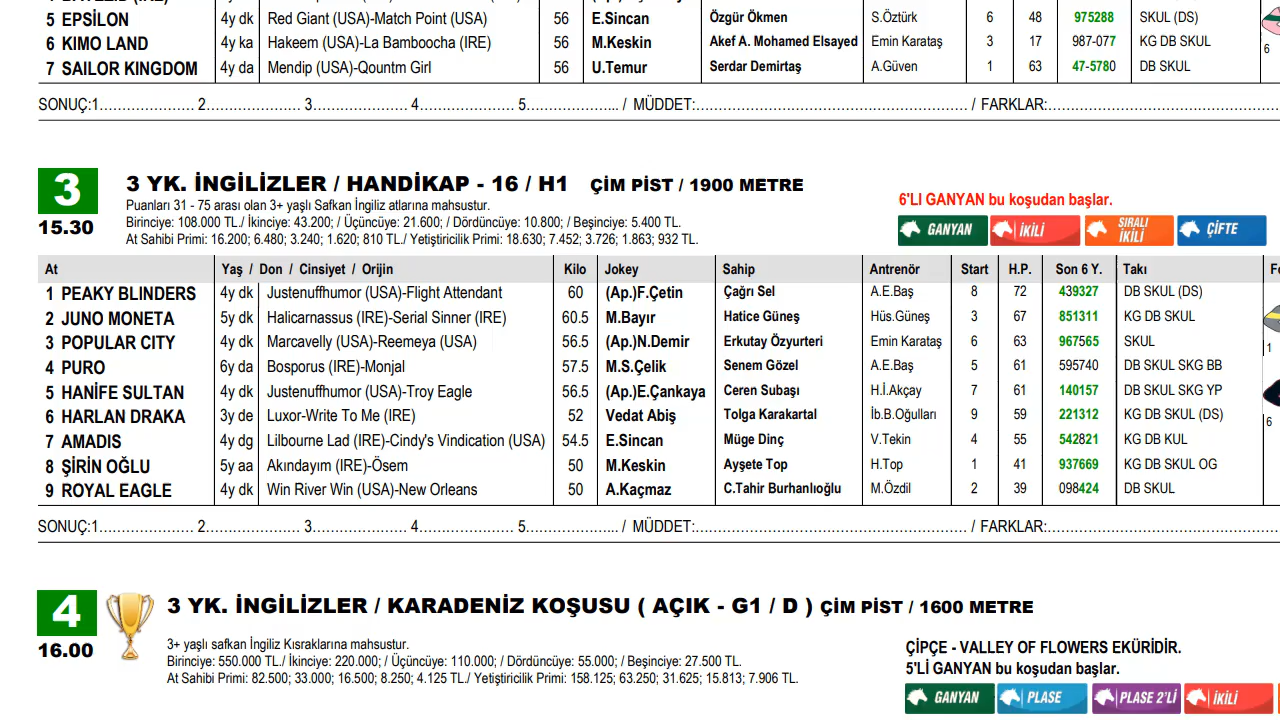 5 EPSİLON 4y dk Red Giant (USA)-Match Point (USA) 56 E.Sincan Özgür Ökmen S.Öztürk 6 48 975288 SKUL (DS)
6 KIMO LAND 4y ka Hakeem (USA)-La Bamboocha (IRE) 56 M.Keskin Akef A. Mohamed Elsayed Emin Karataş 3 17 987-077 KG DB SKUL 6
7 SAILOR KINGDOM 4y da Mendip (USA)-Qountm Girl 56 U.Temur Serdar Demirtaş A.Güven 1 63 47-5780 DB SKUL
SONUÇ:1………………… 2………………. 3………………. 4………………. 5………………... / MÜDDET:…………………………………………… / FARKLAR:……………………………………
3 3 YK. İNGİLİZLER / HANDİKAP - 16 / H1 ÇİM PİST / 1900 METRE
Puanları 31 - 75 arası olan 3+ yaşlı Safkan İngiliz atlarına mahsustur.
6'LI GANYAN bu koşudan başlar.
15.30 Birinciye: 108.000 TL./ İkinciye: 43.200; / Üçüncüye: 21.600; / Dördüncüye: 10.800; / Beşinciye: 5.400 TL.
At Sahibi Primi: 16.200; 6.480; 3.240; 1.620; 810 TL./ Yetiştiricilik Primi: 18.630; 7.452; 3.726; 1.863; 932 TL.
GANYAN İKİLİ SIRALI İKİLİ ÇİFTE
At Yaş / Don / Cinsiyet / Orijin Kilo Jokey Sahip Antrenör Start H.P. Son 6 Y. Takı
1 PEAKY BLINDERS 4y dk Justenuffhumor (USA)-Flight Attendant 60 (Ap.)F.Çetin Çağrı Sel A.E.Baş 8 72 439327 DB SKUL (DS)
2 JUNO MONETA 5y dk Halicarnassus (IRE)-Serial Sinner (IRE) 60.5 M.Bayır Hatice Güneş Hüs.Güneş 3 67 851311 KG DB SKUL
3 POPULAR CITY 4y dk Marcavelly (USA)-Reemeya (USA) 56.5 (Ap.)N.Demir Erkutay Özyurteri Emin Karataş 6 63 967565 SKUL 1
4 PURO 6y da Bosporus (IRE)-Monjal 57.5 M.S.Çelik Senem Gözel A.E.Baş 5 61 595740 DB SKUL SKG BB
5 HANİFE SULTAN 4y dk Justenuffhumor (USA)-Troy Eagle 56.5 (Ap.)E.Çankaya Ceren Subaşı H.İ.Akçay 7 61 140157 DB SKUL SKG YP
6 HARLAN DRAKA 3y de Luxor-Write To Me (IRE) 52 Vedat Abiş Tolga Karakartal İb.B.Oğulları 9 59 221312 KG DB SKUL (DS) 6
7 AMADIS 4y dg Lilbourne Lad (IRE)-Cindy's Vindication (USA) 54.5 E.Sincan Müge Dinç V.Tekin 4 55 542821 KG DB KUL
8 ŞİRİN OĞLU 5y aa Akındayım (IRE)-Ösem 50 M.Keskin Ayşete Top H.Top 1 41 937669 KG DB SKUL OG
9 ROYAL EAGLE 4y dk Win River Win (USA)-New Orleans 50 A.Kaçmaz C.Tahir Burhanlıoğlu M.Özdil 2 39 098424 DB SKUL
SONUÇ:1………………… 2………………. 3………………. 4………………. 5………………... / MÜDDET:…………………………………………… / FARKLAR:……………………………………
4 3 YK. İNGİLİZLER / KARADENİZ KOŞUSU ( AÇIK - G1 / D ) ÇİM PİST / 1600 METRE
16.00 3+ yaşlı safkan İngiliz Kısraklarına mahsustur.
ÇİPÇE - VALLEY OF FLOWERS EKÜRİDİR.
Birinciye: 550.000 TL./ İkinciye: 220.000; / Üçüncüye: 110.000; / Dördüncüye: 55.000; / Beşinciye: 27.500 TL.
5'Lİ GANYAN bu koşudan başlar.
At Sahibi Primi: 82.500; 33.000; 16.500; 8.250; 4.125 TL./ Yetiştiricilik Primi: 158.125; 63.250; 31.625; 15.813; 7.906 TL.
GANYAN PLASE PLASE 2'Lİ İKİLİ